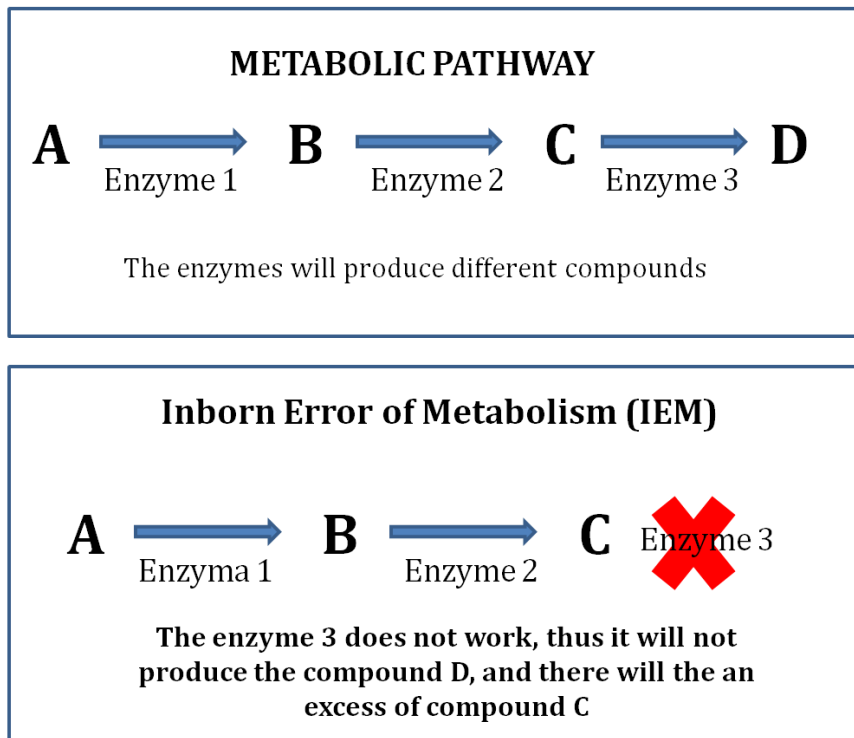 METABOLIC PATHWAY
A B C D
Enzyme 1 Enzyme 2 Enzyme 3
The enzymes will produce different compounds
Inborn Error of Metabolism (IEM)
A B C Enzyme 3
Enzyma 1 Enzyme 2
The enzyme 3 does not work, thus it will not
produce the compound D, and there will the an
excess of compound C